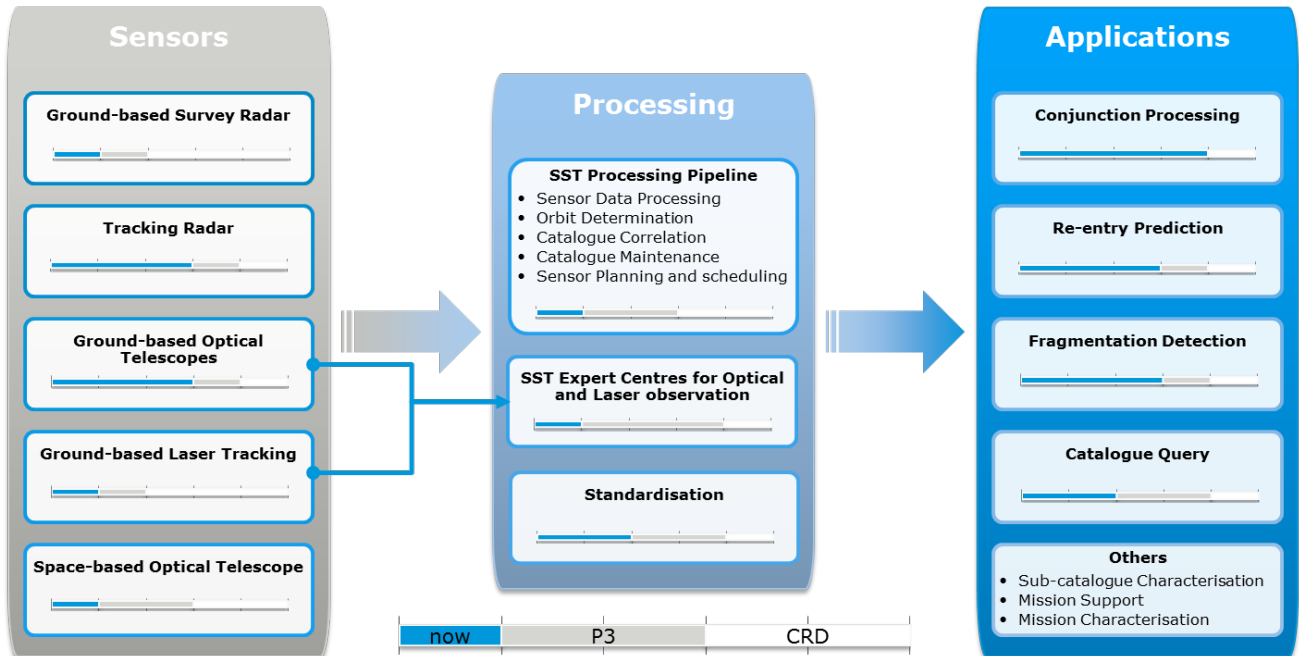 Sensors
Ground-based Survey Radar
Tracking Radar
Ground-based Optical
Telescopes
Ground-based Laser Tracking
Space-based Optical Telescope
Processing
SST Processing Pipeline
• Sensor Data Processing
• Orbit Determination
• Catalogue Correlation
• Catalogue Maintenance
• Sensor Planning and scheduling
SST Expert Centres for Optical
and Laser observation
Standardisation
now P3 CRD
Applications
Conjunction Processing
Re-entry Prediction
Fragmentation Detection
Catalogue Query
Others
• Sub-catalogue Characterisation
• Mission Support
• Mission Characterisation